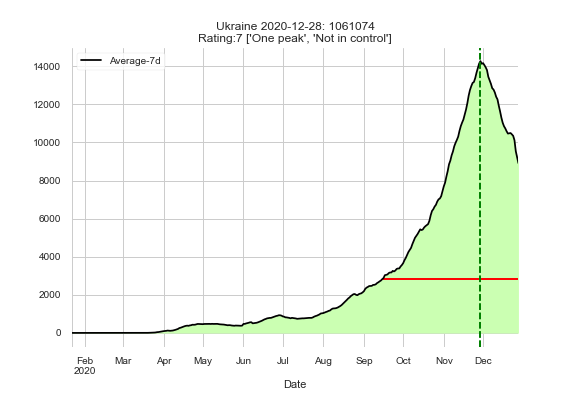 Ukraine 2020-12-28: 1061074
Rating:7 ['One peak', 'Not in control']
Average-7d
14000
12000
10000
8000
6000
4000
2000
0
Feb Mar Apr May Jun Jul Aug Sep Oct Nov Dec
2020
Date